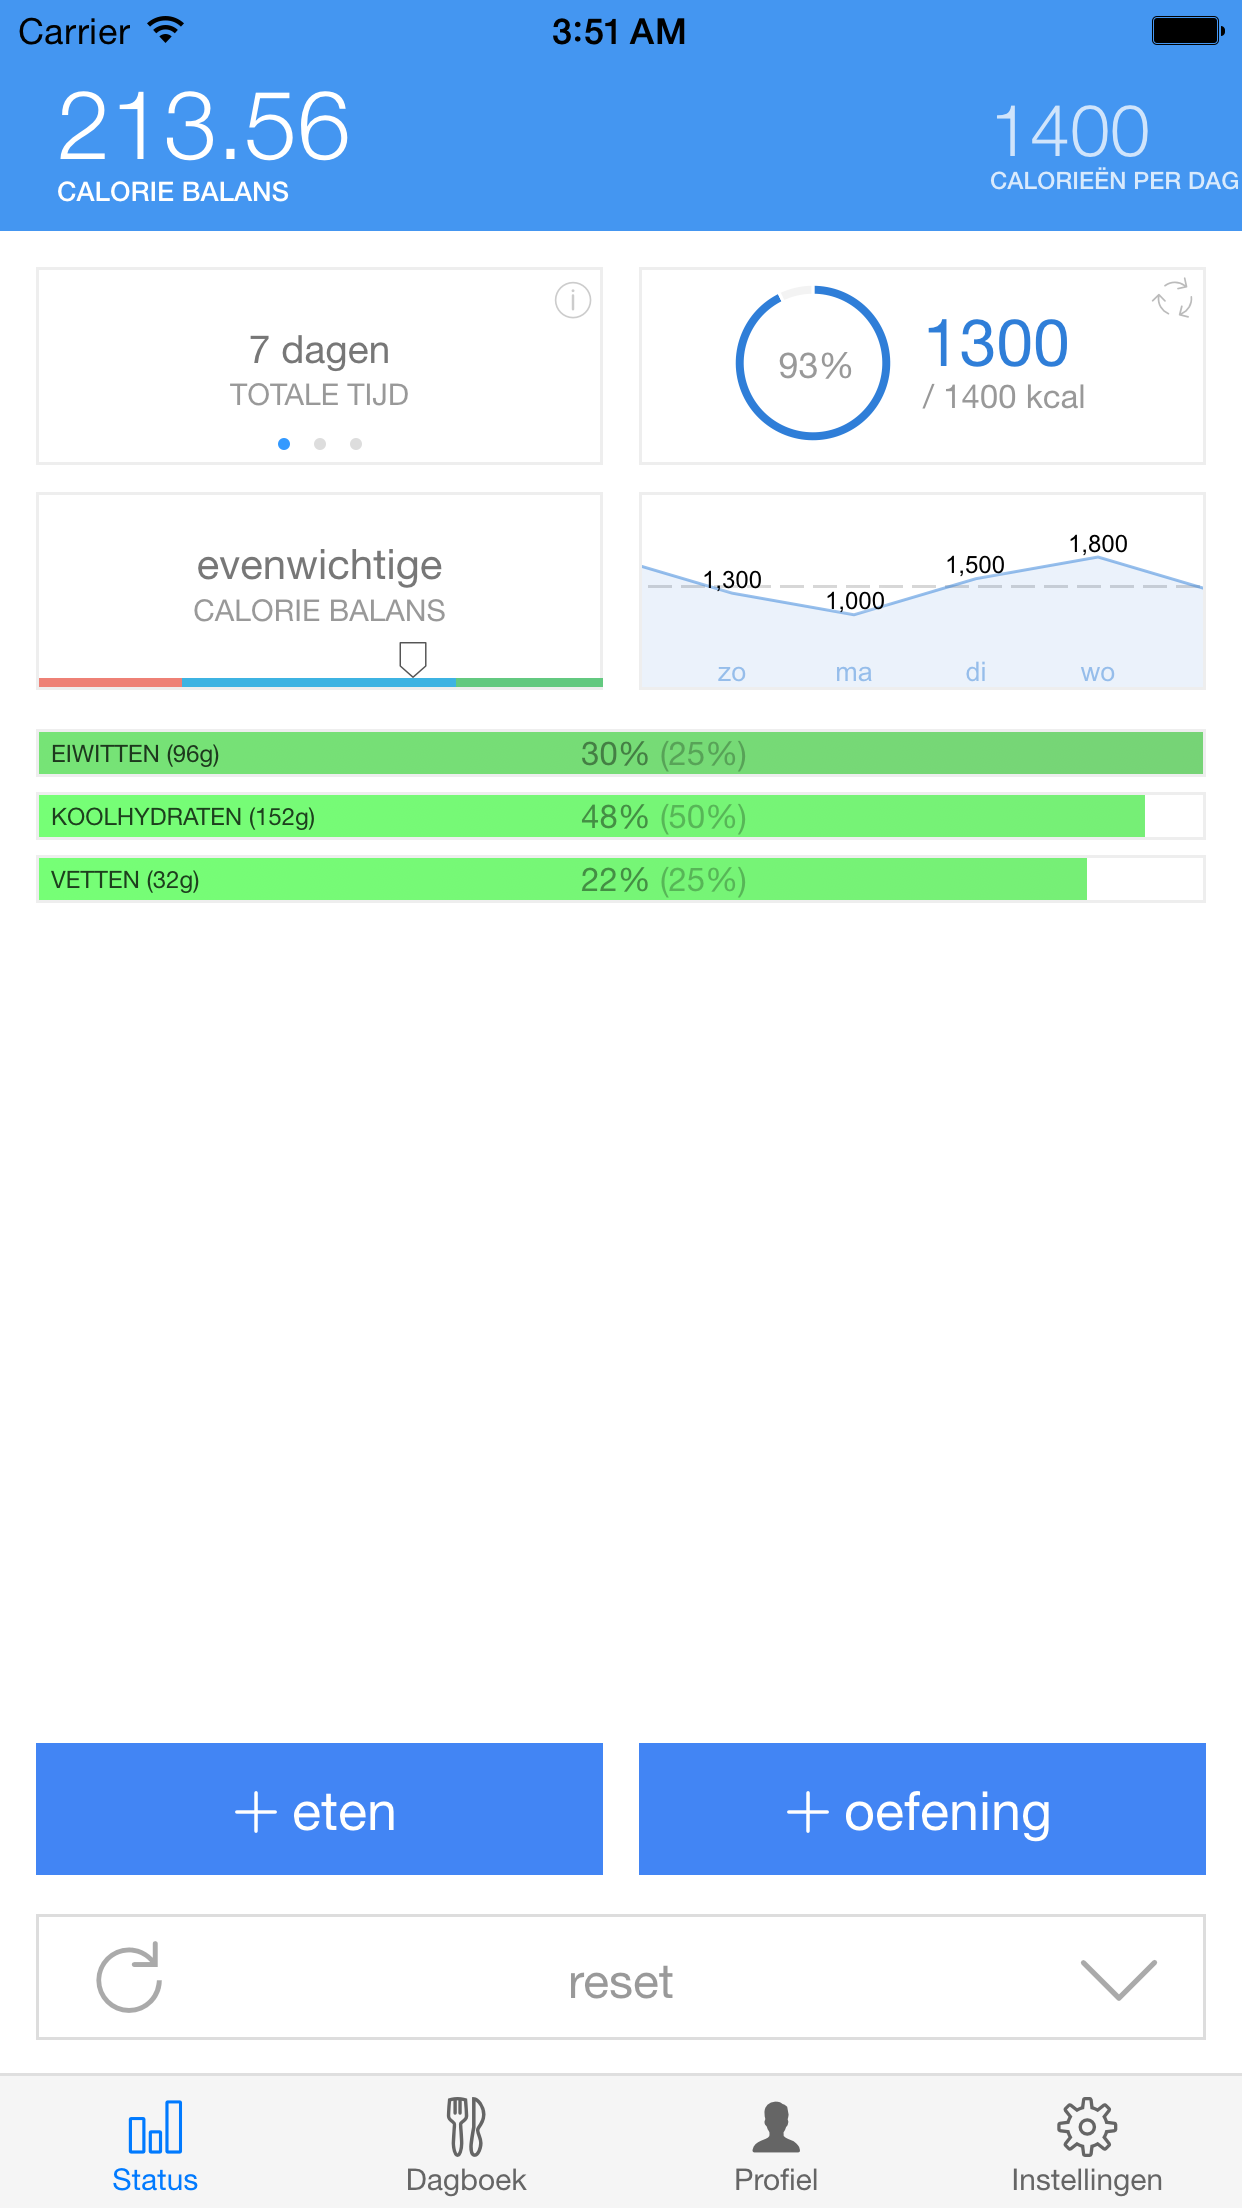 Carrier 3:51 AM
213.56
CALORIE BALANS
1400
CALORIEËN PER DAG
7 dagen
TOTALE TIJD
93%
1300
/ 1400 kcal
evenwichtige
CALORIE BALANS
1,300 1,000 1,500 1,800
zo ma di wo
EIWITTEN (96g) 30% (25%)
KOOLHYDRATEN (152g) 48% (50%)
VETTEN (32g) 22% (25%)
+ eten
+ oefening
reset
Status Dagboek Profiel Instellingen